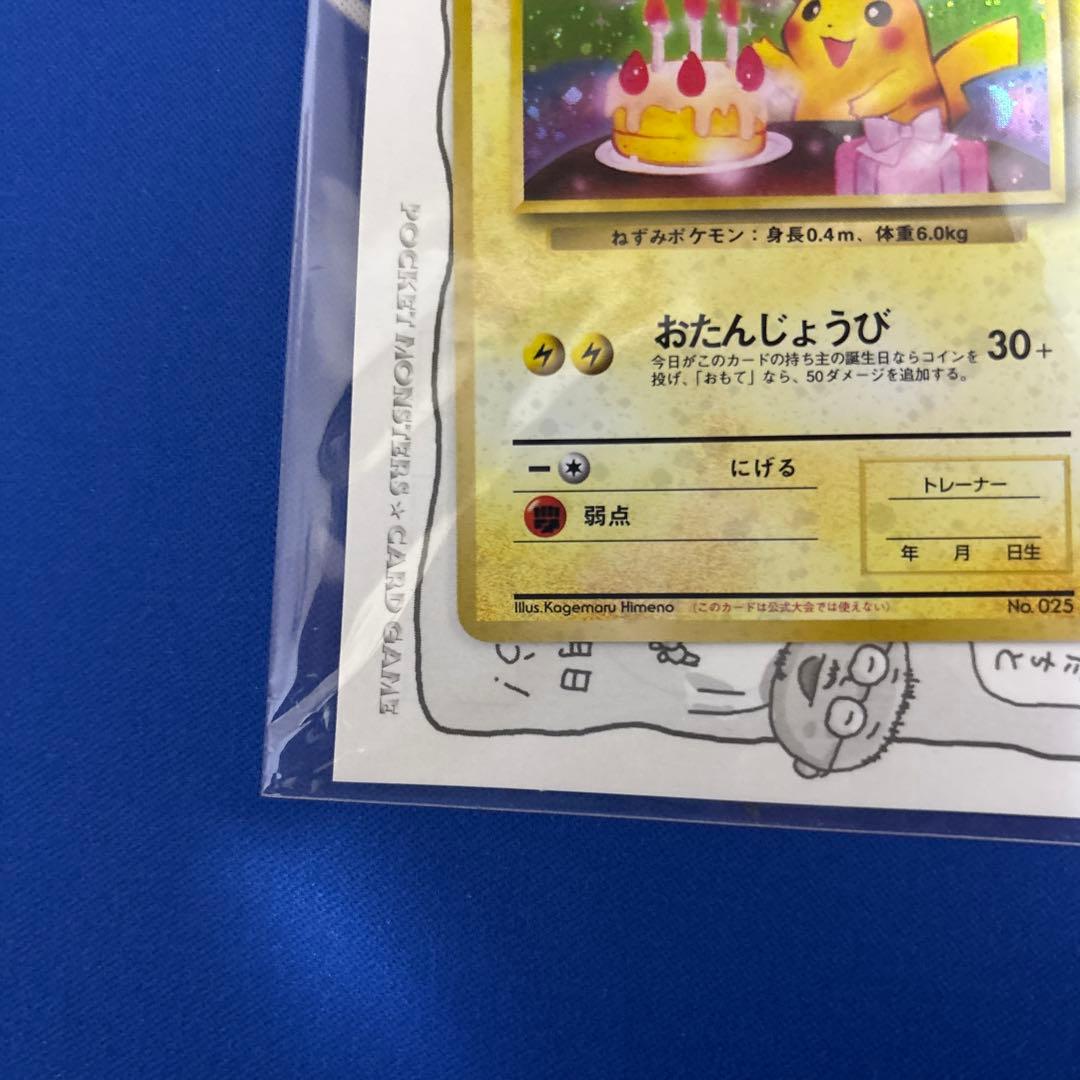 ねずみポケモン：身長0.4m、体重6.0kg
おたんじょうび
30+
今日がこのカードの持ち主の誕生日ならコインを
投げ、「おもて」なら、50ダメージを追加する。
にげる
弱点
トレーナー
年 月 日生
Illus.Kagemaru Himeno （このカードは公式大会では使えない） No. 025
POCKET MONSTERS★CARD GAME